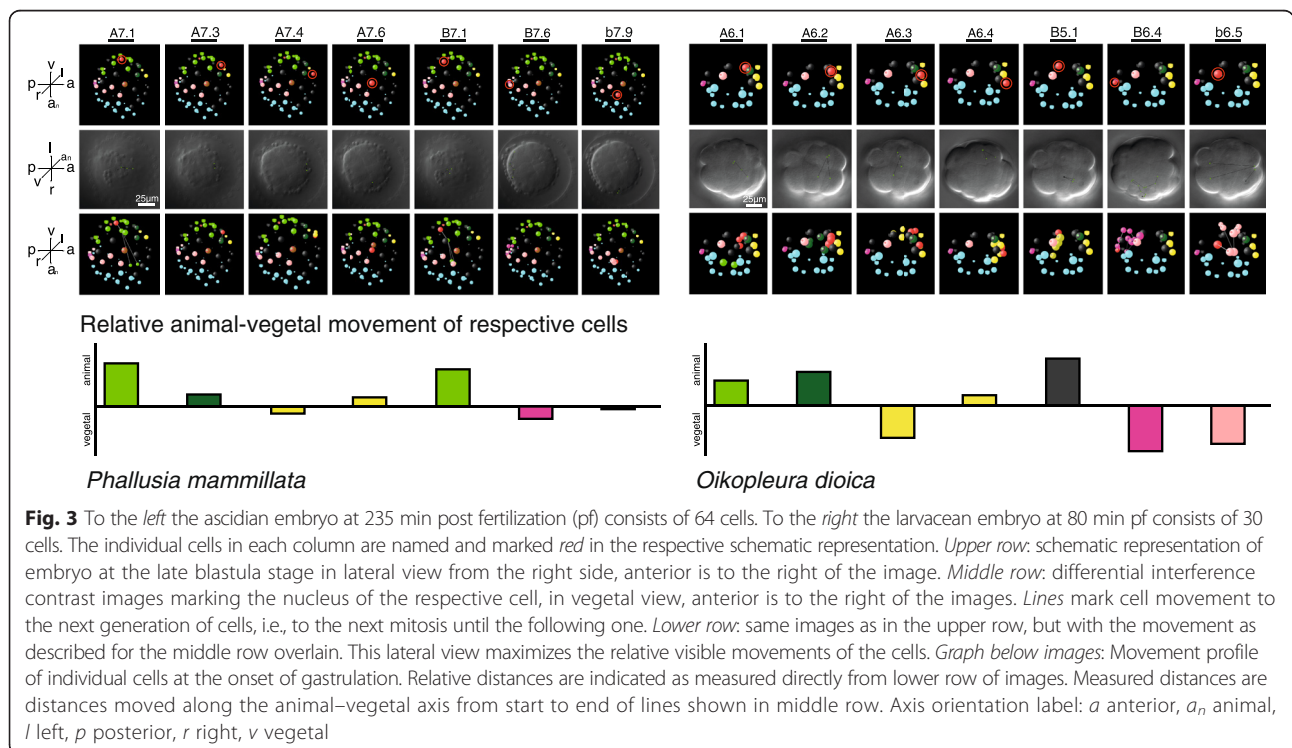 A7.1 A7.3 A7.4 A7.6 B7.1 B7.6 b7.9 A6.1 A6.2 A6.3 A6.4 B5.1 B6.4 b6.5
v
l
p a
r
aₙ
l
aₙ
p a
v
r
25µm
25µm
v
l
p a
r
aₙ
Relative animal-vegetal movement of respective cells
animal
vegetal
animal
vegetal
Phallusia mammillata
Oikopleura dioica
Fig. 3 To the left the ascidian embryo at 235 min post fertilization (pf) consists of 64 cells. To the right the larvacean embryo at 80 min pf consists of 30
cells. The individual cells in each column are named and marked red in the respective schematic representation. Upper row: schematic representation of
embryo at the late blastula stage in lateral view from the right side, anterior is to the right of the image. Middle row: differential interference
contrast images marking the nucleus of the respective cell, in vegetal view, anterior is to the right of the images. Lines mark cell movement to
the next generation of cells, i.e., to the next mitosis until the following one. Lower row: same images as in the upper row, but with the movement as
described for the middle row overlain. This lateral view maximizes the relative visible movements of the cells. Graph below images: Movement profile
of individual cells at the onset of gastrulation. Relative distances are indicated as measured directly from lower row of images. Measured distances are
distances moved along the animal–vegetal axis from start to end of lines shown in middle row. Axis orientation label: a anterior, aₙ animal,
l left, p posterior, r right, v vegetal